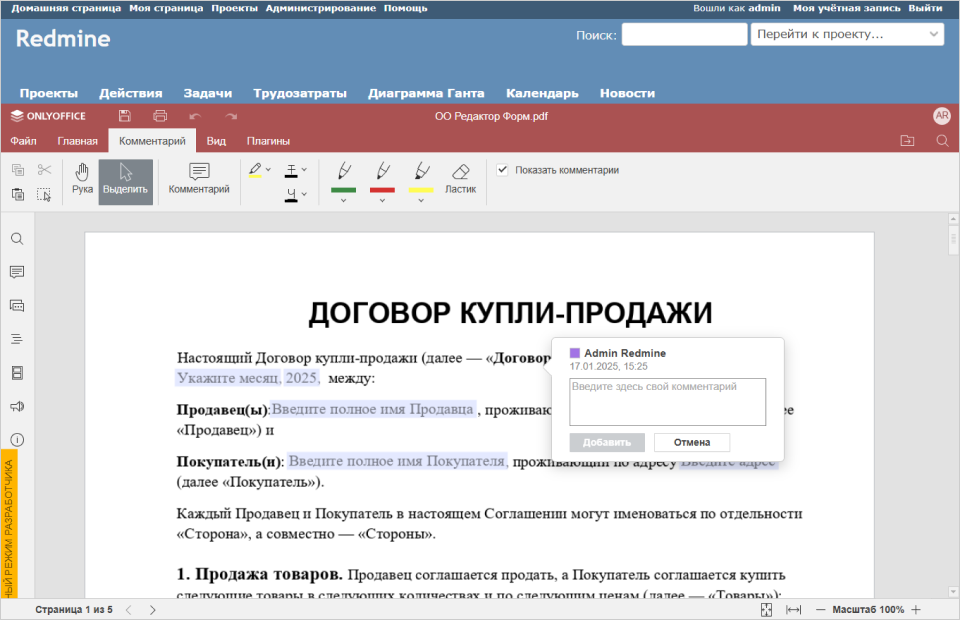 Домашняя страница Моя страница Проекты Администрирование Помощь Вошли как admin Моя учётная запись Выйти
Redmine Поиск: Перейти к проекту...
Проекты Действия Задачи Трудозатраты Диаграмма Ганта Календарь Новости
ONLYOFFICE ОО Редактор Форм.pdf AR
Файл Главная Комментарий Вид Плагины
Рука Выделить Комментарий Ластик Показать комментарии
ДОГОВОР КУПЛИ-ПРОДАЖИ
Настоящий Договор купли-продажи (далее — «Договор
Укажите месяц, 2025, между:
Admin Redmine
17.01.2025, 15:25
Введите здесь свой комментарий
Добавить Отмена
Продавец(ы): Введите полное имя Продавца , проживаю ее
«Продавец») и
Покупатель(и): Введите полное имя Покупателя, проживающий по адресу Введите адрес
(далее «Покупатель»).
Каждый Продавец и Покупатель в настоящем Соглашении могут именоваться по отдельности
«Сторона», а совместно — «Стороны».
1. Продажа товаров. Продавец соглашается продать, а Покупатель соглашается купить
следующие товары в следующих количествах и по следующим ценам (далее — «Товары»):
НЫЙ РЕЖИМ РАЗРАБОТЧИКА
Страница 1 из 5 Масштаб 100%